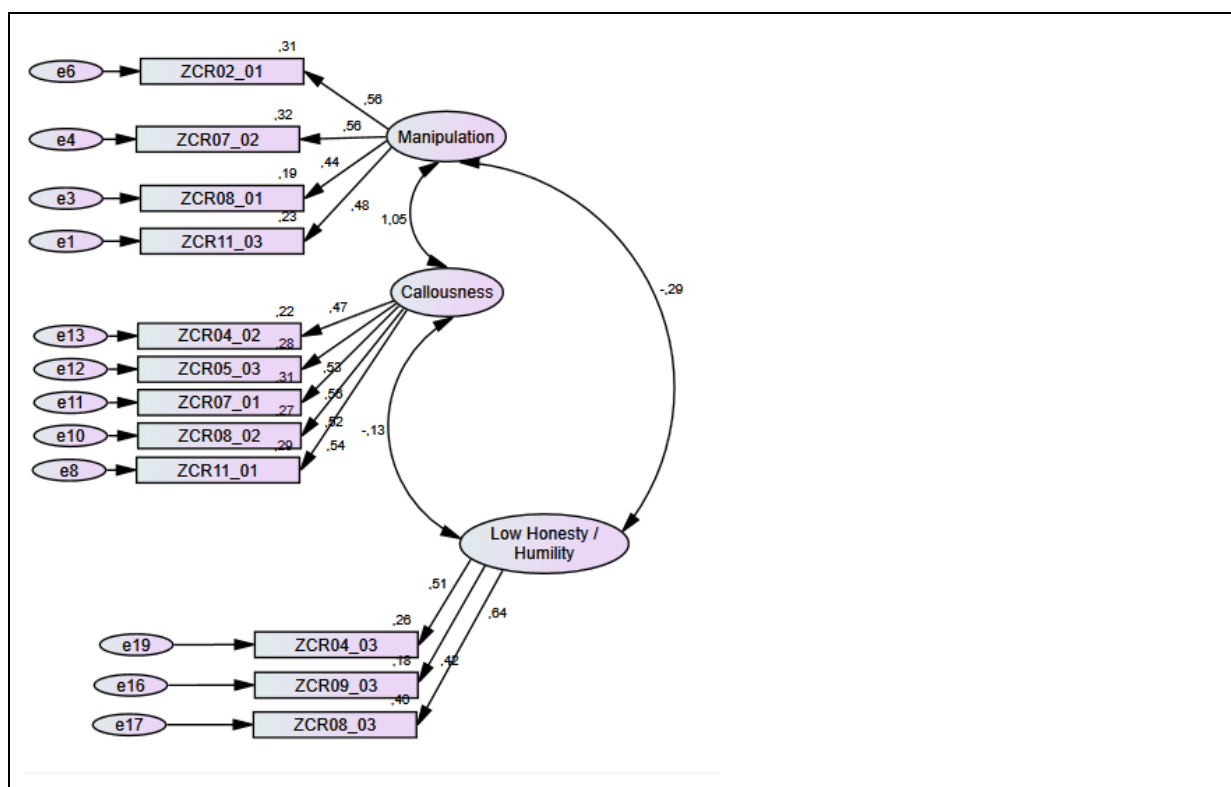 ,31
e6
ZCR02_01
,56
,32
e4
ZCR07_02
,56
Manipulation
,44
,19
e3
ZCR08_01
,48
,23
e1
ZCR11_03
1,05
-,29
Callousness
,22
,47
e13
ZCR04_02
,28
e12
ZCR05_03
,53
,31
e11
ZCR07_01
,56
,27
e10
ZCR08_02
,52
,29
,54
e8
ZCR11_01
-,13
Low Honesty /
Humility
,51
,64
,26
e19
ZCR04_03
,18
,42
e16
ZCR09_03
,40
e17
ZCR08_03